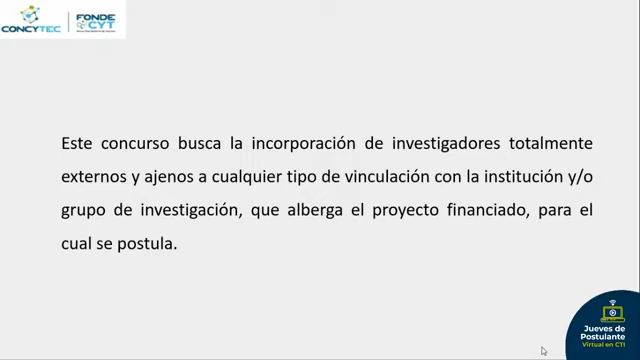 CONCYTEC
FONDE
CYT
Este concurso busca la incorporación de investigadores totalmente
externos y ajenos a cualquier tipo de vinculación con la institución y/o
grupo de investigación, que alberga el proyecto financiado, para el
cual se postula.
Jueves de
Postulante
Virtual en CTI